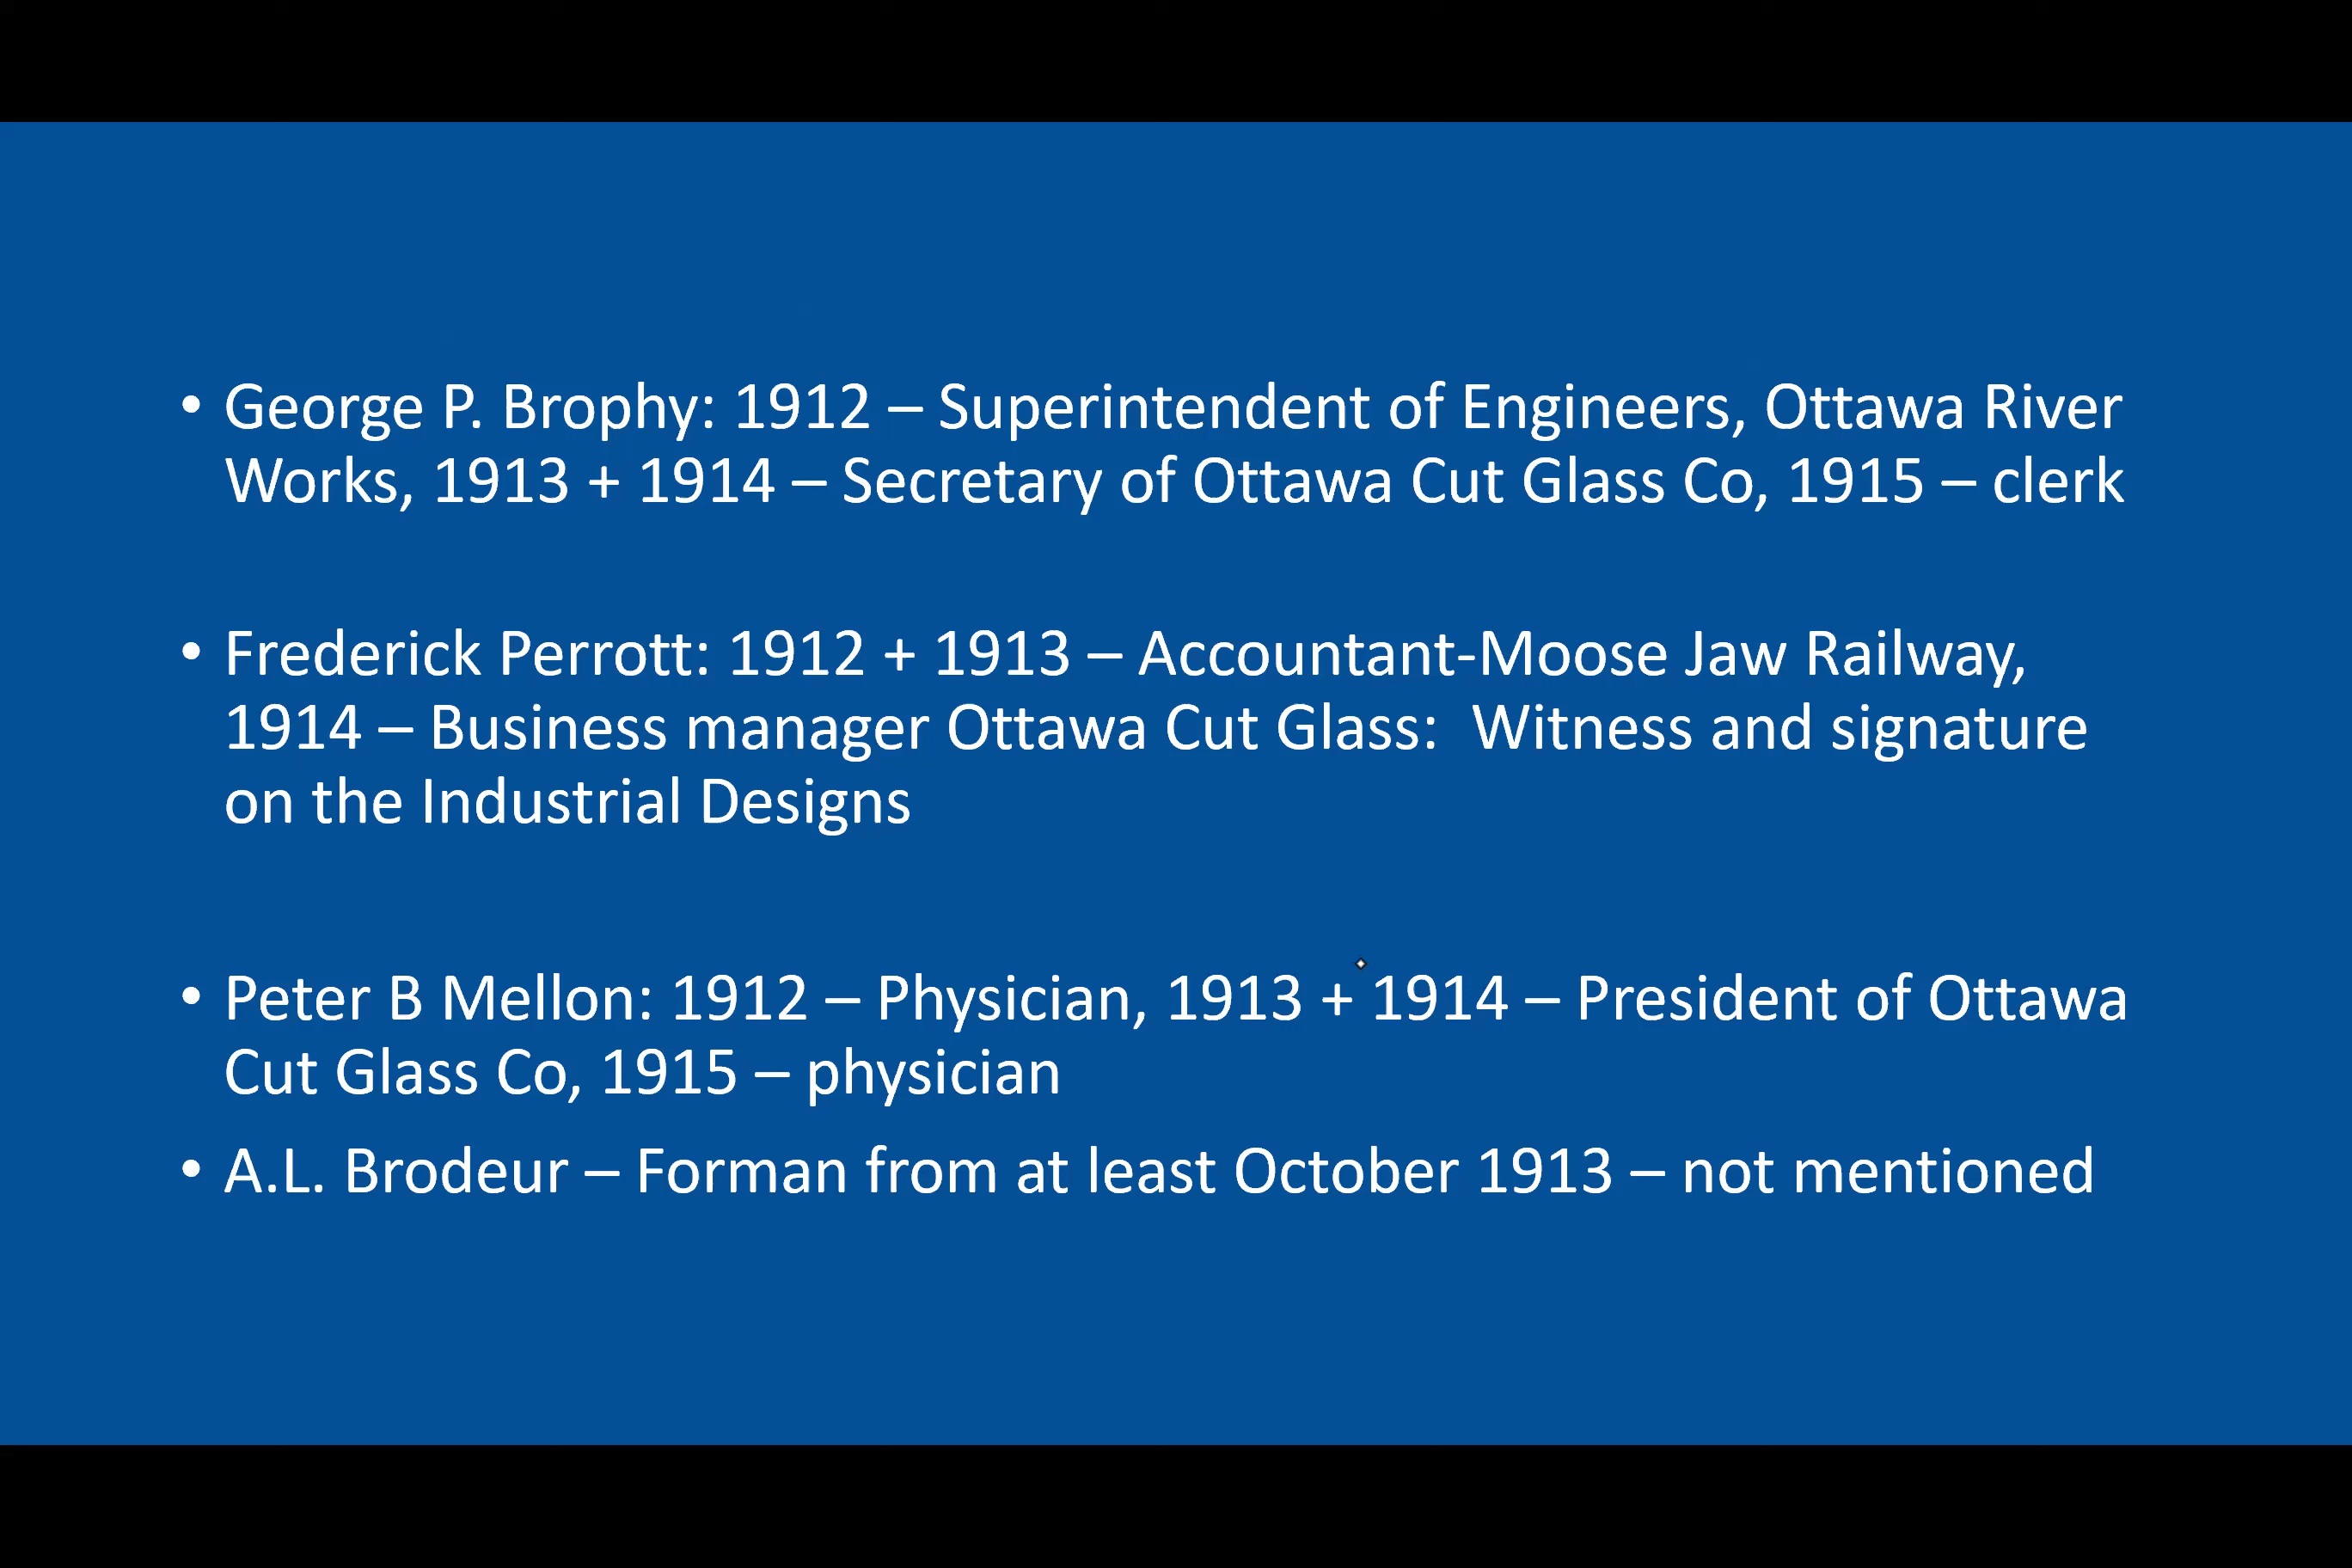 • George P. Brophy: 1912 – Superintendent of Engineers, Ottawa River
Works, 1913 + 1914 – Secretary of Ottawa Cut Glass Co, 1915 – clerk
• Frederick Perrott: 1912 + 1913 – Accountant-Moose Jaw Railway,
1914 – Business manager Ottawa Cut Glass:  Witness and signature
on the Industrial Designs
• Peter B Mellon: 1912 – Physician, 1913 + 1914 – President of Ottawa
Cut Glass Co, 1915 – physician
• A.L. Brodeur – Forman from at least October 1913 – not mentioned